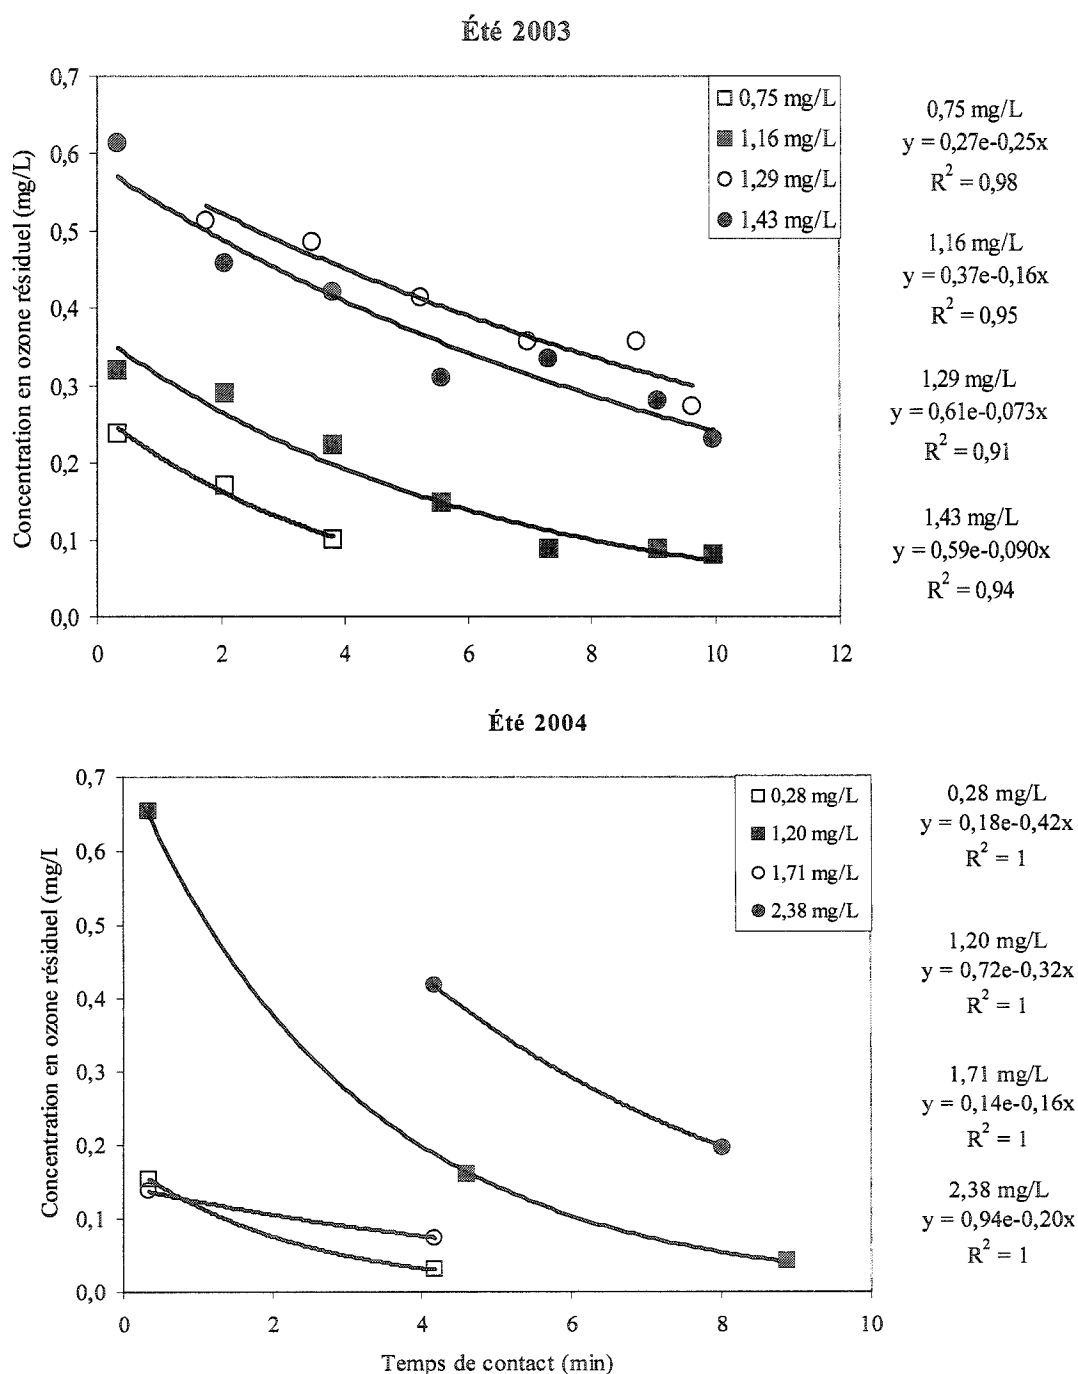 Été 2003
Concentration en ozone résiduel (mg/L)
0,7
0,6
0,5
0,4
0,3
0,2
0,1
0,0
0 2 4 6 8 10 12
0,75 mg/L
1,16 mg/L
1,29 mg/L
1,43 mg/L
0,75 mg/L
y = 0,27e-0,25x
R² = 0,98
1,16 mg/L
y = 0,37e-0,16x
R² = 0,95
1,29 mg/L
y = 0,61e-0,073x
R² = 0,91
1,43 mg/L
y = 0,59e-0,090x
R² = 0,94
Été 2004
Concentration en ozone résiduel (mg/l
0,7
0,6
0,5
0,4
0,3
0,2
0,1
0,0
0 2 4 6 8 10
Temps de contact (min)
0,28 mg/L
1,20 mg/L
1,71 mg/L
2,38 mg/L
0,28 mg/L
y = 0,18e-0,42x
R² = 1
1,20 mg/L
y = 0,72e-0,32x
R² = 1
1,71 mg/L
y = 0,14e-0,16x
R² = 1
2,38 mg/L
y = 0,94e-0,20x
R² = 1